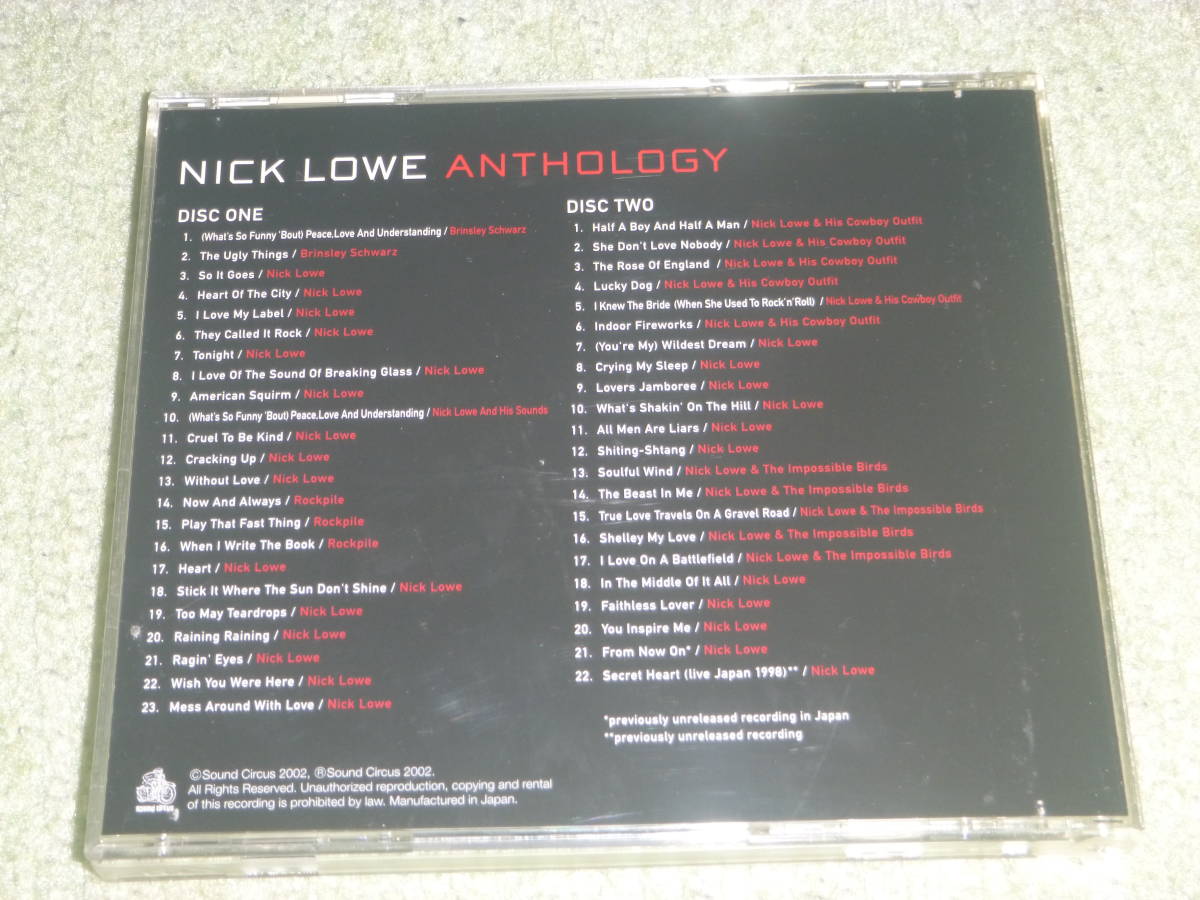 NICK LOWE ANTHOLOGY
DISC ONE
1. (What's So Funny 'Bout) Peace,Love And Understanding / Brinsley Schwarz
2. The Ugly Things / Brinsley Schwarz
3. So It Goes / Nick Lowe
4. Heart Of The City / Nick Lowe
5. I Love My Label / Nick Lowe
6. They Called It Rock / Nick Lowe
7. Tonight / Nick Lowe
8. I Love Of The Sound Of Breaking Glass / Nick Lowe
9. American Squirm / Nick Lowe
10. (What's So Funny 'Bout) Peace,Love And Understanding / Nick Lowe And His Sounds
11. Cruel To Be Kind / Nick Lowe
12. Cracking Up / Nick Lowe
13. Without Love / Nick Lowe
14. Now And Always / Rockpile
15. Play That Fast Thing / Rockpile
16. When I Write The Book / Rockpile
17. Heart / Nick Lowe
18. Stick It Where The Sun Don't Shine / Nick Lowe
19. Too May Teardrops / Nick Lowe
20. Raining Raining / Nick Lowe
21. Ragin' Eyes / Nick Lowe
22. Wish You Were Here / Nick Lowe
23. Mess Around With Love / Nick Lowe
DISC TWO
1. Half A Boy And Half A Man / Nick Lowe & His Cowboy Outfit
2. She Don't Love Nobody / Nick Lowe & His Cowboy Outfit
3. The Rose Of England / Nick Lowe & His Cowboy Outfit
4. Lucky Dog / Nick Lowe & His Cowboy Outfit
5. I Knew The Bride (When She Used To Rock'n'Roll) / Nick Lowe & His Cowboy Outfit
6. Indoor Fireworks / Nick Lowe & His Cowboy Outfit
7. (You're My) Wildest Dream / Nick Lowe
8. Crying My Sleep / Nick Lowe
9. Lovers Jamboree / Nick Lowe
10. What's Shakin' On The Hill / Nick Lowe
11. All Men Are Liars / Nick Lowe
12. Shiting-Shtang / Nick Lowe
13. Soulful Wind / Nick Lowe & The Impossible Birds
14. The Beast In Me / Nick Lowe & The Impossible Birds
15. True Love Travels On A Gravel Road / Nick Lowe & The Impossible Birds
16. Shelley My Love / Nick Lowe & The Impossible Birds
17. I Love On A Battlefield / Nick Lowe & The Impossible Birds
18. In The Middle Of It All / Nick Lowe
19. Faithless Lover / Nick Lowe
20. You Inspire Me / Nick Lowe
21. From Now On* / Nick Lowe
22. Secret Heart (live Japan 1998)** / Nick Lowe
*previously unreleased recording in Japan
**previously unreleased recording
SOUND CIRCUS
©Sound Circus 2002, ®Sound Circus 2002.
All Rights Reserved. Unauthorized reproduction, copying and rental
of this recording is prohibited by law. Manufactured in Japan.